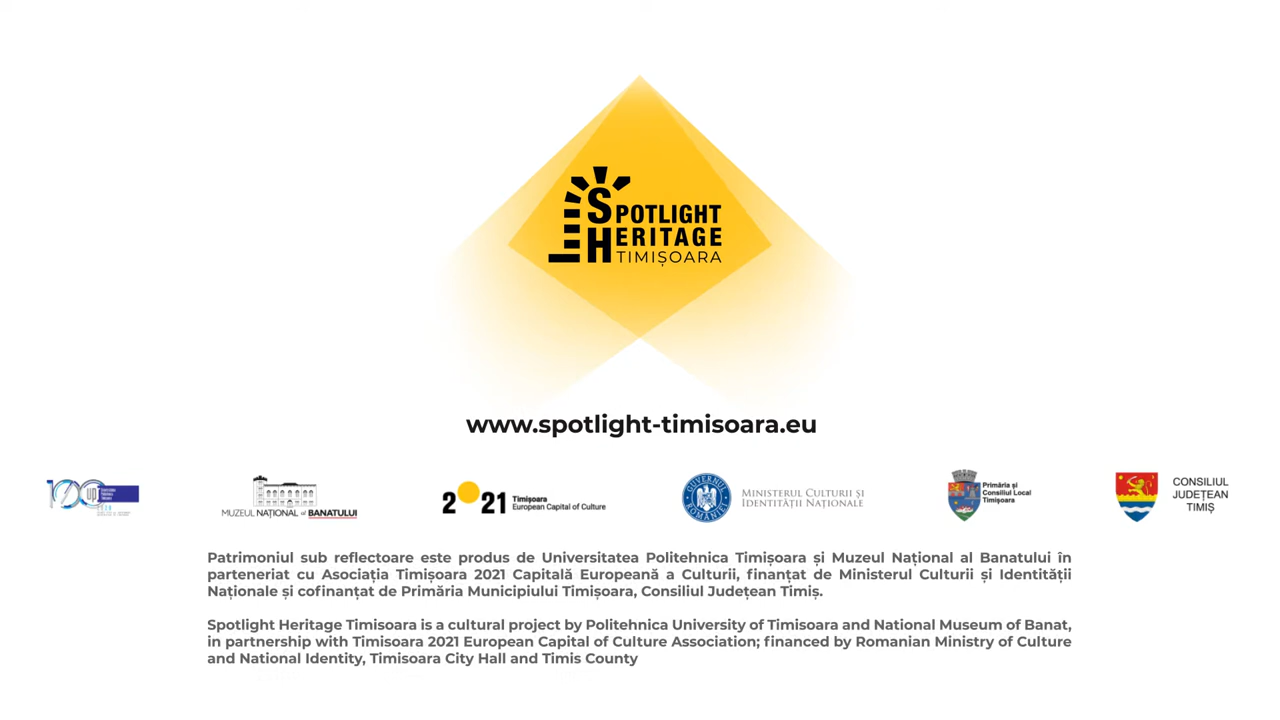 SPOTLIGHT
HERITAGE
TIMIȘOARA
www.spotlight-timisoara.eu
100 up
MUZEUL NAȚIONAL al BANATULUI
2021 Timișoara
European Capital of Culture
GUVERNUL ROMÂNIEI
MINISTERUL CULTURII ȘI
IDENTITĂȚII NAȚIONALE
Primăria și
Consiliul Local
Timișoara
CONSILIUL
JUDEȚEAN
TIMIȘ
Patrimoniul sub reflectoare este produs de Universitatea Politehnica Timișoara și Muzeul Național al Banatului în
parteneriat cu Asociația Timișoara 2021 Capitală Europeană a Culturii, finanțat de Ministerul Culturii și Identității
Naționale și cofinanțat de Primăria Municipiului Timișoara, Consiliul Județean Timiș.
Spotlight Heritage Timisoara is a cultural project by Politehnica University of Timisoara and National Museum of Banat,
in partnership with Timisoara 2021 European Capital of Culture Association; financed by Romanian Ministry of Culture
and National Identity, Timisoara City Hall and Timis County